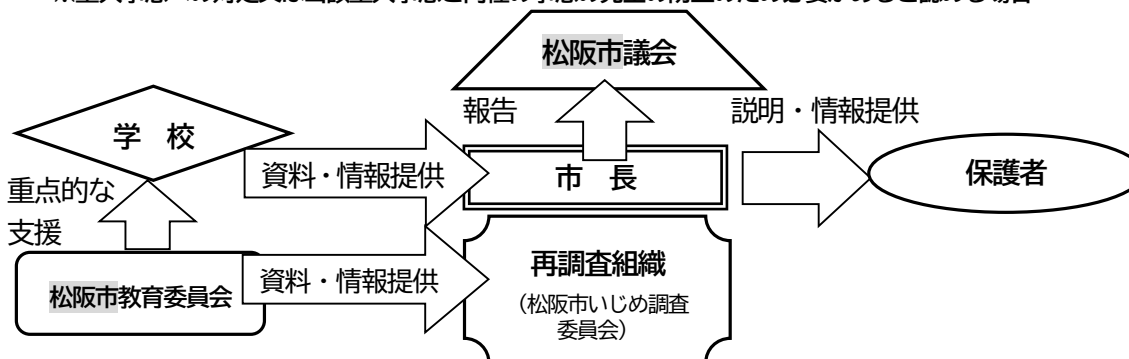 松阪市議会
報告
説明・情報提供
学 校
資料・情報提供
市 長
保護者
重点的な
支援
再調査組織
(松阪市いじめ調査
委員会)
松阪市教育委員会
資料・情報提供